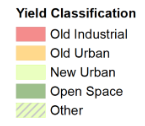 Yield Classification
Old Industrial
Old Urban
New Urban
Open Space
Other